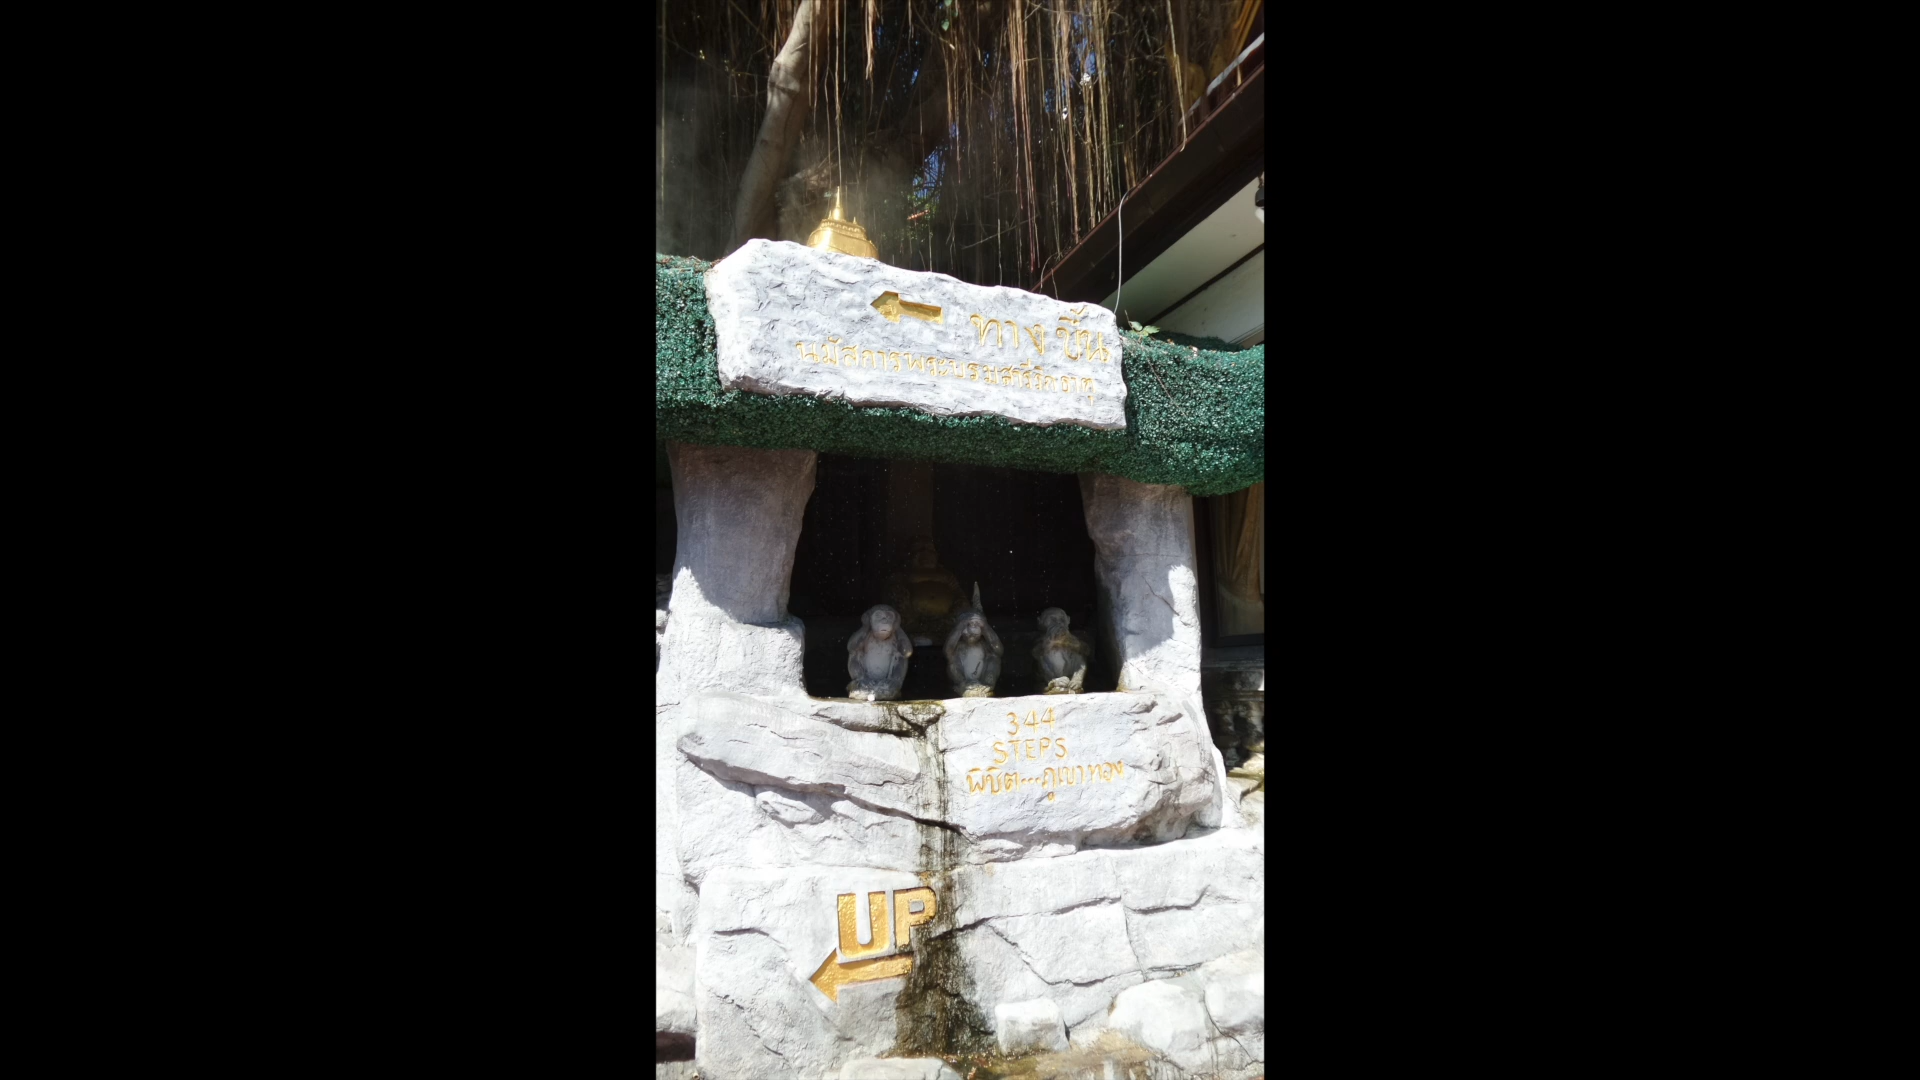 ทางขึ้น
นมัสการพระบรมสารีริกธาตุ
344
STEPS
พิชิต...ภูเขาทอง
UP